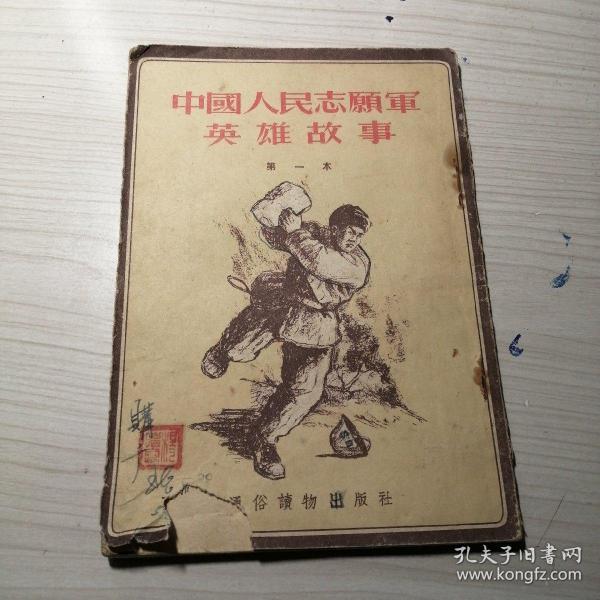 中國人民志願軍
英雄故事
第一本
購
通俗讀物出版社
孔夫子旧书网
www.kongfz.com